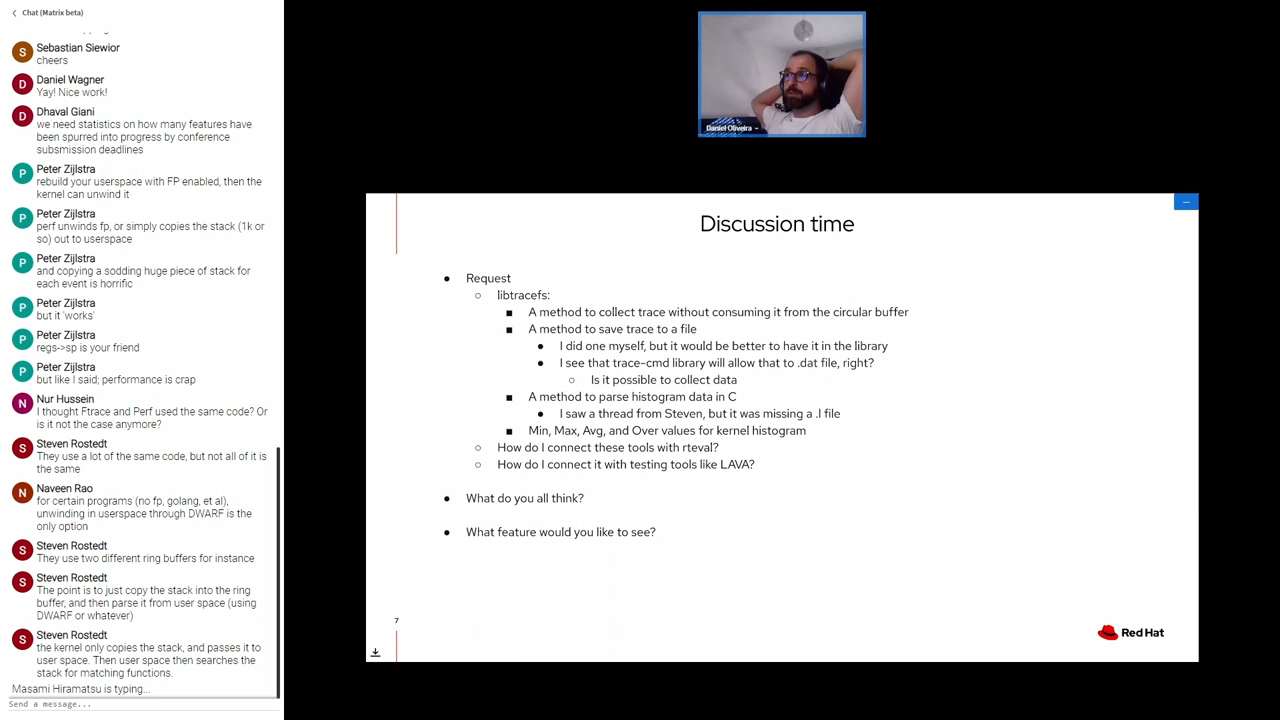 Chat (Matrix beta)
S
Sebastian Siewior
cheers
D
Daniel Wagner
Yay! Nice work!
D
Dhaval Giani
we need statistics on how many features have
been spurred into progress by conference
subsmission deadlines
P
Peter Zijlstra
rebuild your userspace with FP enabled, then the
kernel can unwind it
P
Peter Zijlstra
perf unwinds fp, or simply copies the stack (1k or
so) out to userspace
P
Peter Zijlstra
and copying a sodding huge piece of stack for
each event is horrific
P
Peter Zijlstra
but it 'works'
P
Peter Zijlstra
regs->sp is your friend
P
Peter Zijlstra
but like I said; performance is crap
N
Nur Hussein
I thought Ftrace and Perf used the same code? Or
is it not the case anymore?
S
Steven Rostedt
They use a lot of the same code, but not all of it is
the same
N
Naveen Rao
for certain programs (no fp, golang, et al),
unwinding in userspace through DWARF is the
only option
S
Steven Rostedt
They use two different ring buffers for instance
S
Steven Rostedt
The point is to just copy the stack into the ring
buffer, and then parse it from user space (using
DWARF or whatever)
S
Steven Rostedt
the kernel only copies the stack, and passes it to
user space. Then user space then searches the
stack for matching functions.
Masami Hiramatsu is typing...
Send a message...
Daniel Oliveira
Discussion time
● Request
○ libtracefs:
■ A method to collect trace without consuming it from the circular buffer
■ A method to save trace to a file
● I did one myself, but it would be better to have it in the library
● I see that trace-cmd library will allow that to .dat file, right?
○ Is it possible to collect data
■ A method to parse histogram data in C
● I saw a thread from Steven, but it was missing a .l file
■ Min, Max, Avg, and Over values for kernel histogram
○ How do I connect these tools with rteval?
○ How do I connect it with testing tools like LAVA?
● What do you all think?
● What feature would you like to see?
7
Red Hat